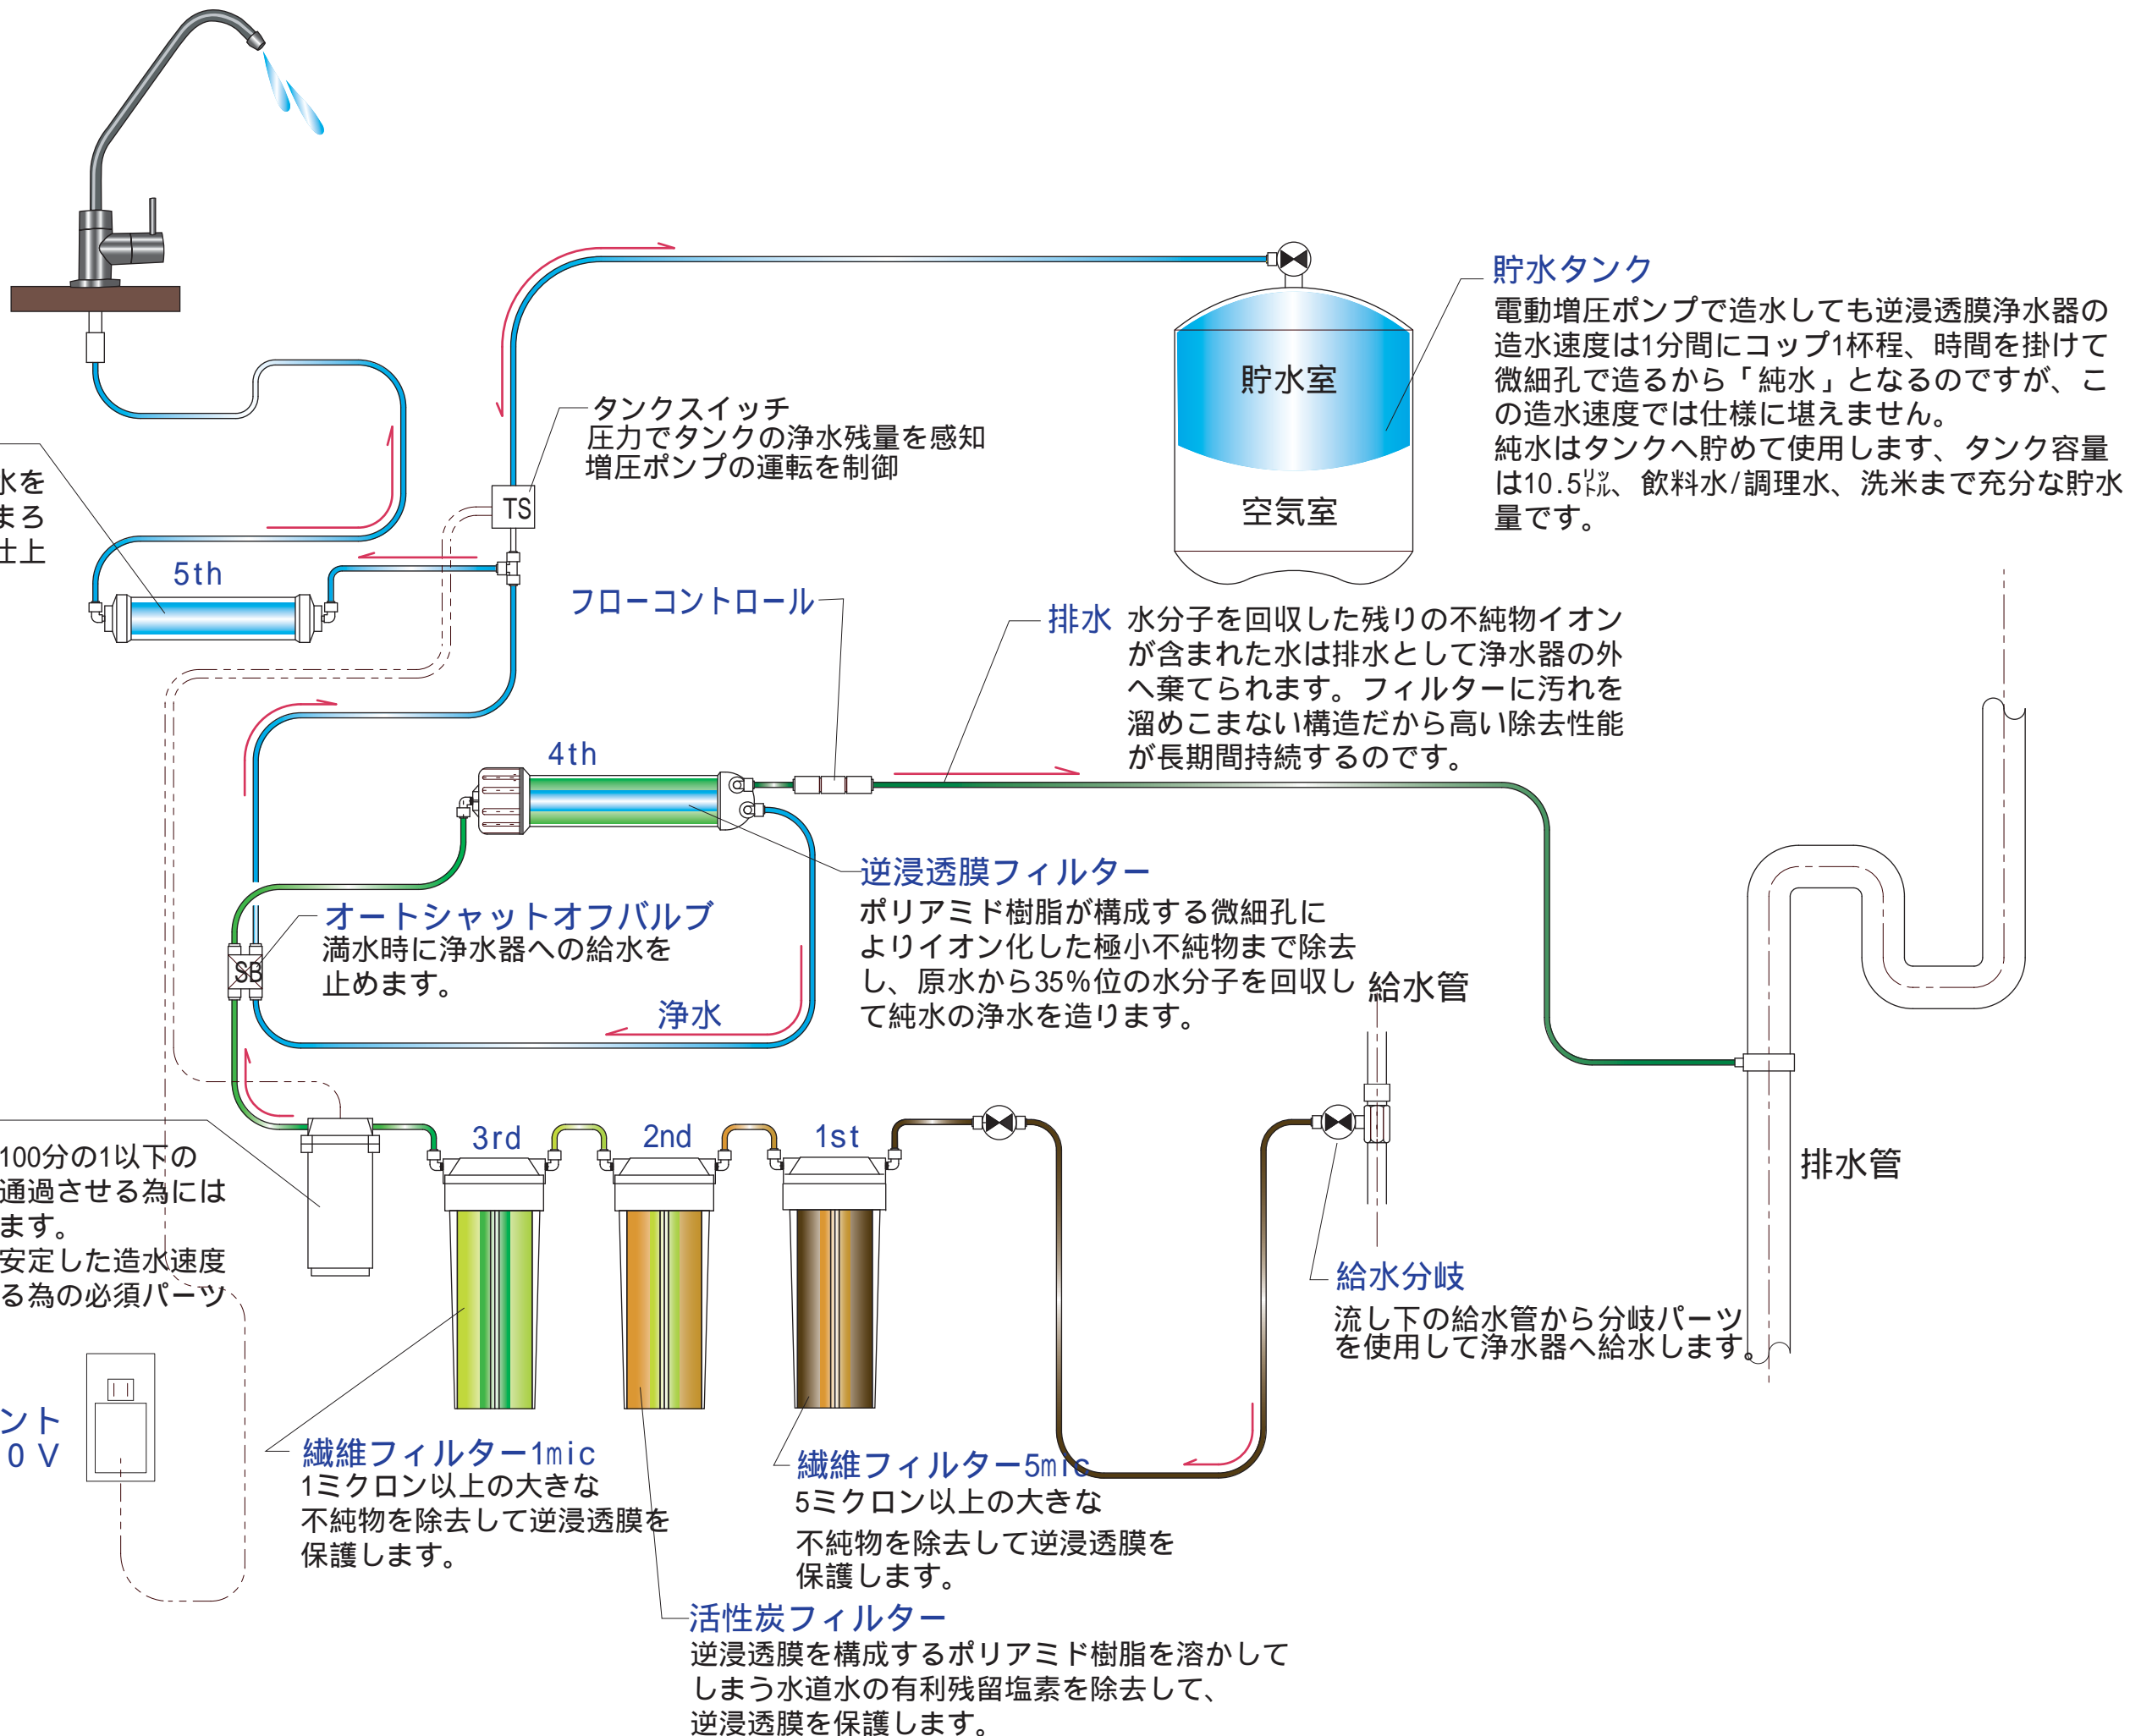 貯水タンク
電動増圧ポンプで造水しても逆浸透膜浄水器の
造水速度は1分間にコップ1杯程、時間を掛けて
微細孔で造るから「純水」となるのですが、こ
の造水速度では仕様に堪えません。
純水はタンクへ貯めて使用します、タンク容量
は10.5㍑、飲料水/調理水、洗米まで充分な貯水
量です。
貯水室
空気室
タンクスイッチ
圧力でタンクの浄水残量を感知
増圧ポンプの運転を制御
TS
水を
まろ
仕上
5th
フローコントロール
排水
水分子を回収した残りの不純物イオン
が含まれた水は排水として浄水器の外
へ棄てられます。フィルターに汚れを
溜めこまない構造だから高い除去性能
が長期間持続するのです。
4th
逆浸透膜フィルター
ポリアミド樹脂が構成する微細孔に
よりイオン化した極小不純物まで除去
し、原水から35%位の水分子を回収し
て純水の浄水を造ります。
オートシャットオフバルブ
満水時に浄水器への給水を
止めます。
SB
浄水
給水管
排水管
3rd
2nd
1st
100分の1以下の
通過させる為には
ます。
安定した造水速度
る為の必須パーツ
給水分岐
流し下の給水管から分岐パーツ
を使用して浄水器へ給水します。
ント
0V
繊維フィルター1mic
1ミクロン以上の大きな
不純物を除去して逆浸透膜を
保護します。
繊維フィルター5mic
5ミクロン以上の大きな
不純物を除去して逆浸透膜を
保護します。
活性炭フィルター
逆浸透膜を構成するポリアミド樹脂を溶かして
しまう水道水の有利残留塩素を除去して、
逆浸透膜を保護します。